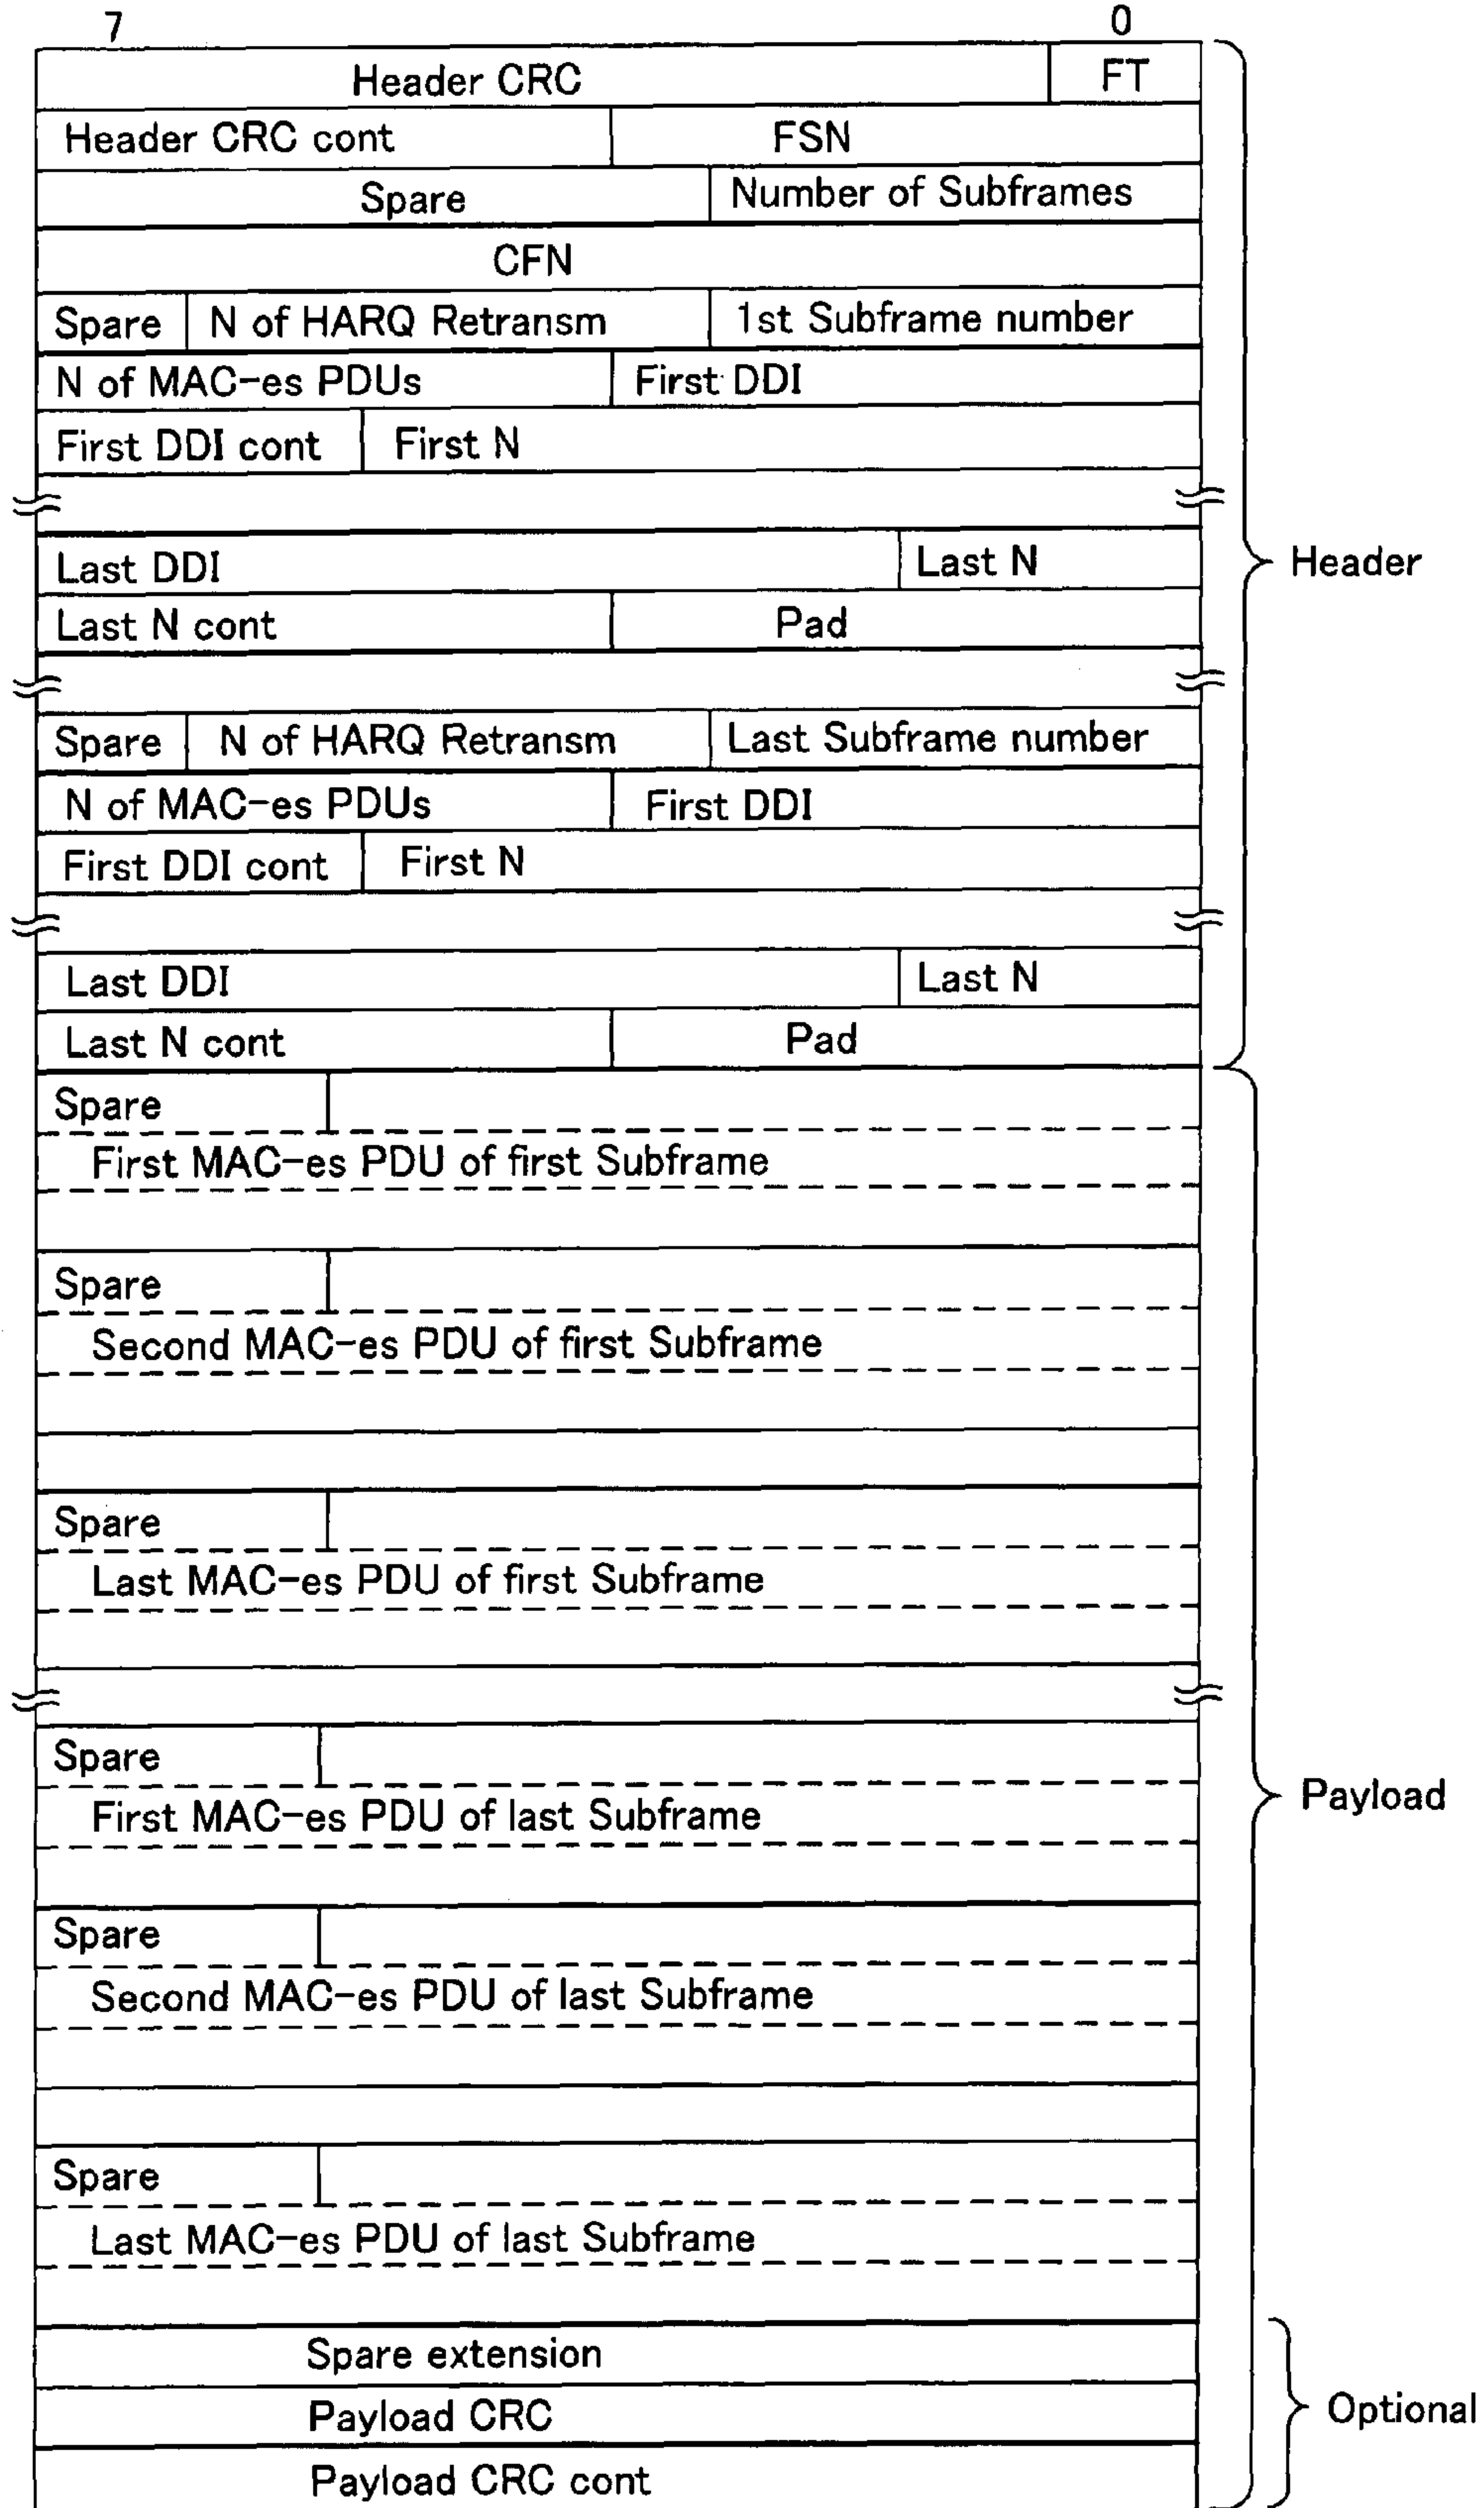 7 0
Header CRC FT
Header CRC cont FSN
Spare Number of Subframes
CFN
Spare N of HARQ Retransm 1st Subframe number
N of MAC-es PDUs First DDI
First DDI cont First N
Last DDI Last N
Header
Last N cont Pad
Spare N of HARQ Retransm Last Subframe number
N of MAC-es PDUs First DDI
First DDI cont First N
Last DDI Last N
Last N cont Pad
Spare
First MAC-es PDU of first Subframe
Spare
Second MAC-es PDU of first Subframe
Spare
Last MAC-es PDU of first Subframe
Spare
Payload
First MAC-es PDU of last Subframe
Spare
Second MAC-es PDU of last Subframe
Spare
Last MAC-es PDU of last Subframe
Spare extension
Payload CRC
Optional
Payload CRC cont